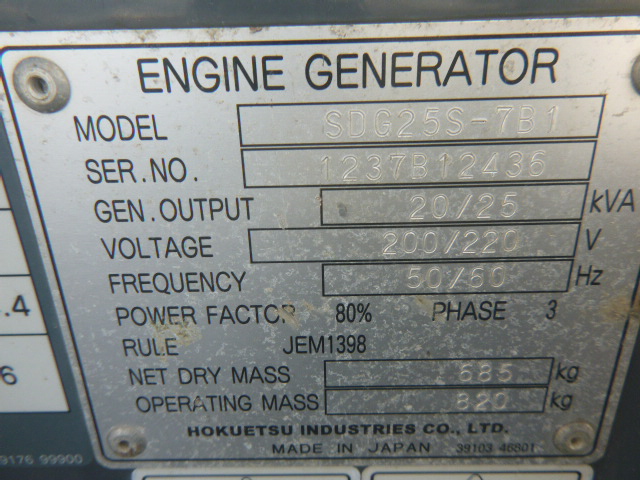 ENGINE GENERATOR
MODEL SDG25S-7B1
SER.NO. 1237B12436
GEN.OUTPUT 20/25 kVA
VOLTAGE 200/220 V
FREQUENCY 50/60 Hz
POWER FACTOR 80% PHASE 3
RULE JEM1398
NET DRY MASS 685 kg
OPERATING MASS 820 kg
HOKUETSU INDUSTRIES CO., LTD.
MADE IN JAPAN 39103 46801
.4
6
9176 99900